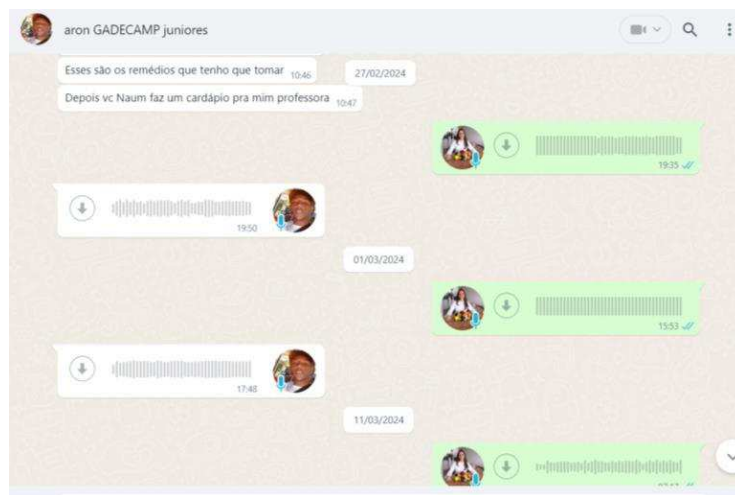 aron GADECAMP juniores
Esses são os remédios que tenho que tomar 10:46
27/02/2024
Depois vc Naum faz um cardápio pra mim professora 10:47
19:35
19:50
01/03/2024
15:53
17:48
11/03/2024